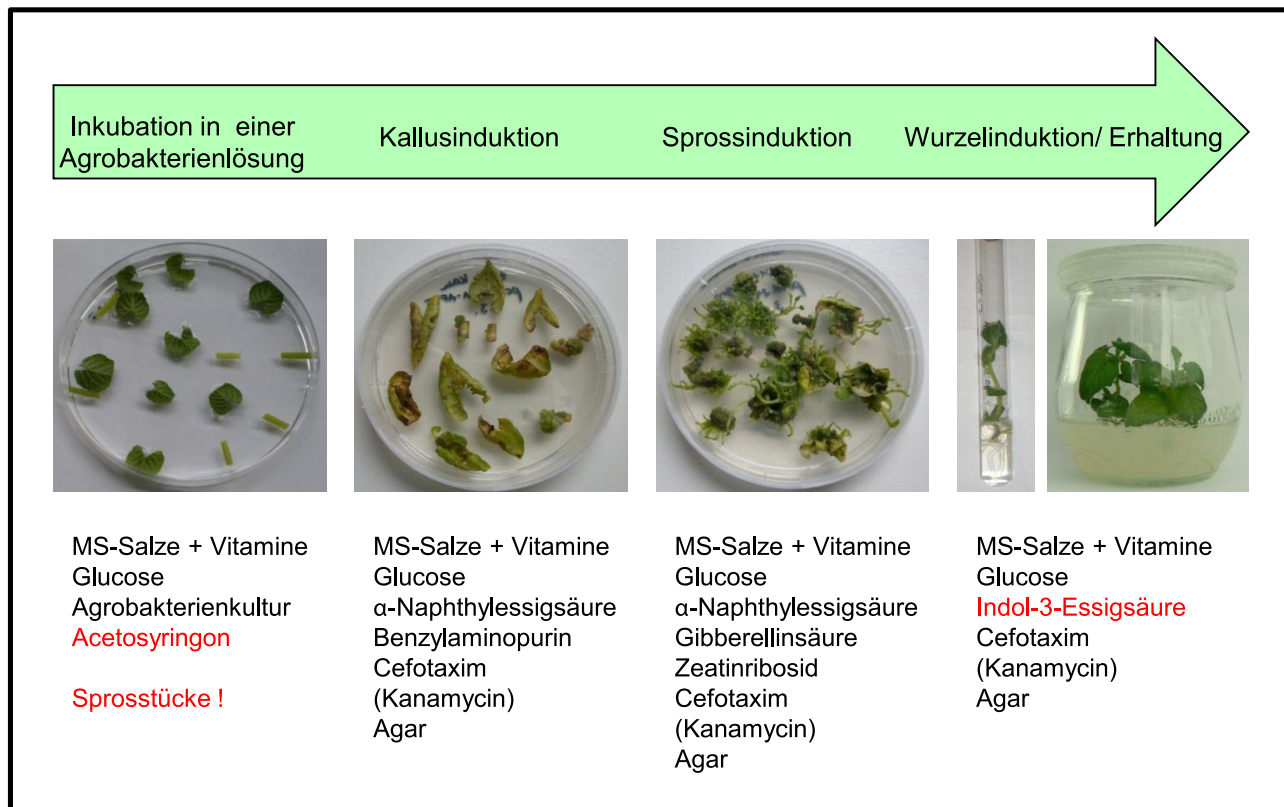 Inkubation in einer
Agrobakterienlösung
Kallusinduktion
Sprossinduktion
Wurzelinduktion/ Erhaltung
MS-Salze + Vitamine
Glucose
Agrobakterienkultur
Acetosyringon
Sprosstücke !
MS-Salze + Vitamine
Glucose
α-Naphthylessigsäure
Benzylaminopurin
Cefotaxim
(Kanamycin)
Agar
MS-Salze + Vitamine
Glucose
α-Naphthylessigsäure
Gibberellinsäure
Zeatinribosid
Cefotaxim
(Kanamycin)
Agar
MS-Salze + Vitamine
Glucose
Indol-3-Essigsäure
Cefotaxim
(Kanamycin)
Agar